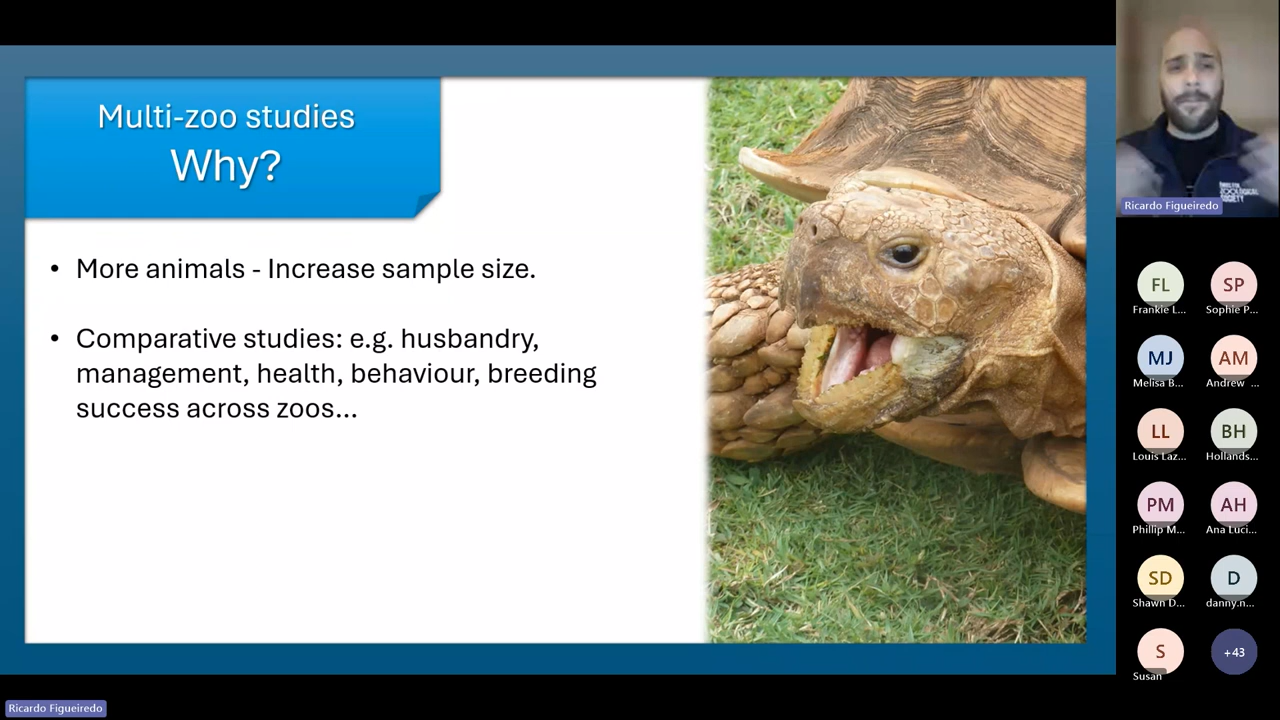 Multi-zoo studies
Why?
• More animals - Increase sample size.
• Comparative studies: e.g. husbandry,
management, health, behaviour, breeding
success across zoos...
ZOOLOGICAL
SOCIETY
Ricardo Figueiredo
FL
SP
Frankie L...
Sophie P...
MJ
AM
Melisa B...
Andrew ...
LL
BH
Louis Laz...
Hollands...
PM
AH
Phillip M...
Ana Luci...
SD
D
Shawn D...
danny.n...
S
+43
Susan
Ricardo Figueiredo